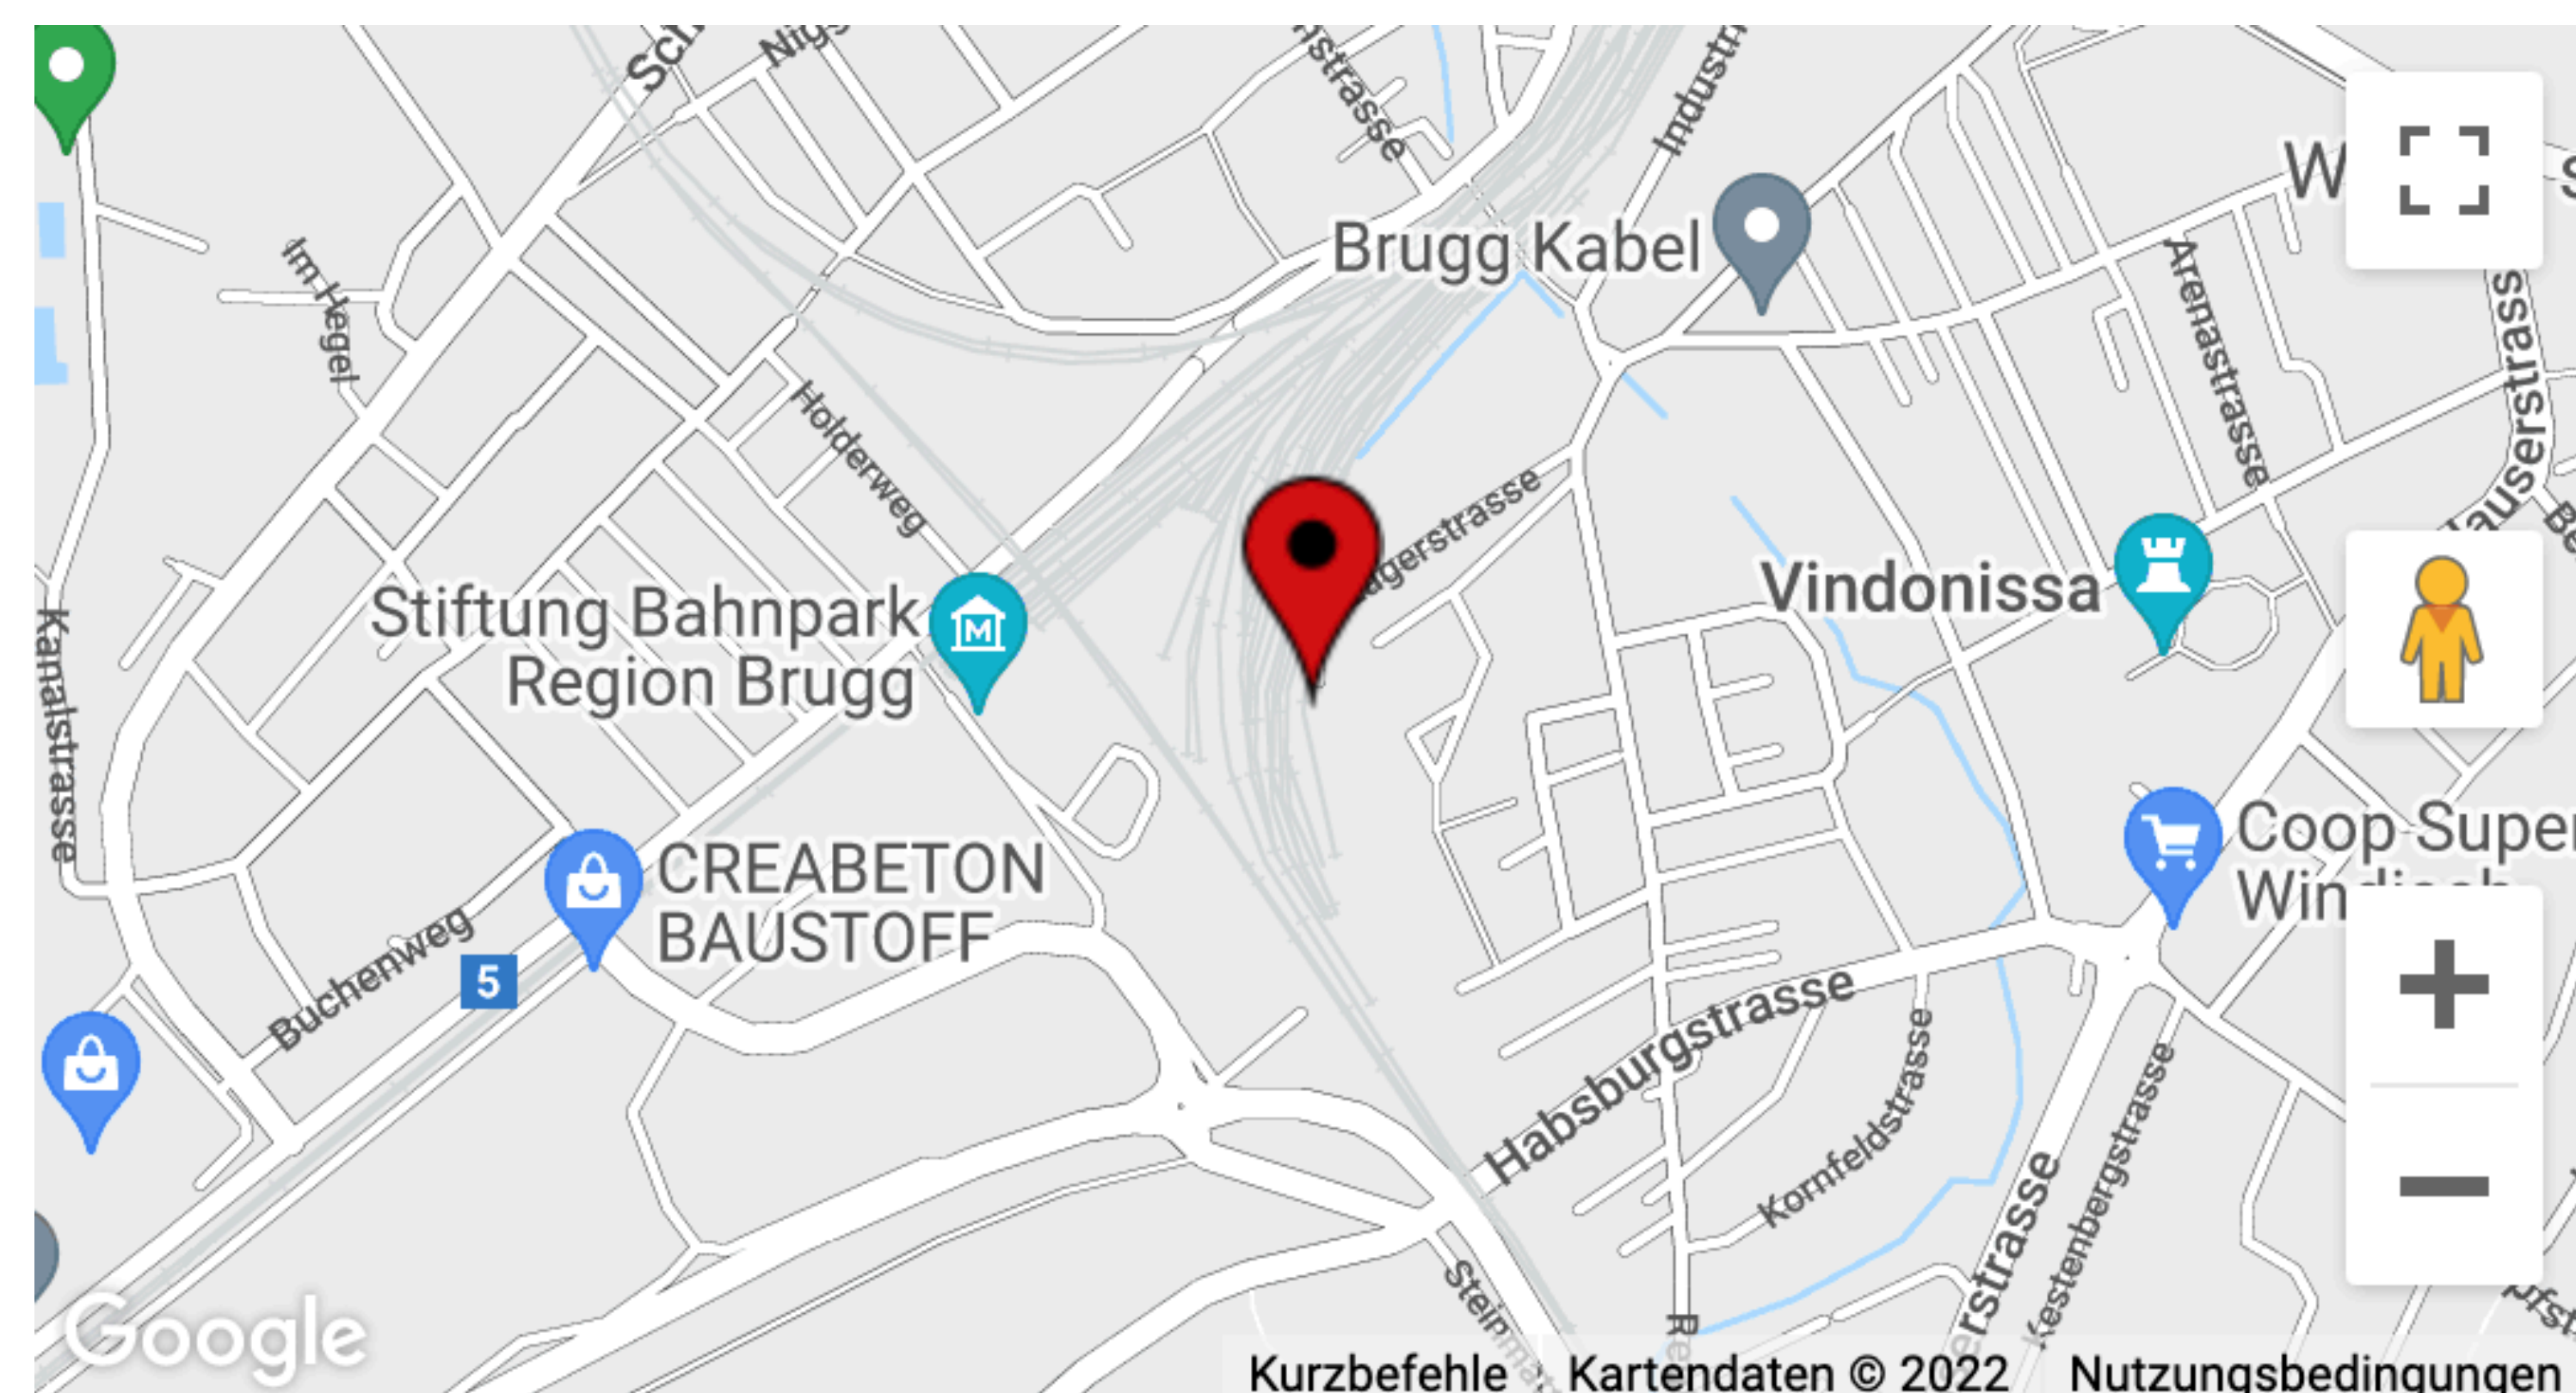 Im Hegel
Brugg Kabel
Arenastrasse
Holderweg
Stiftung Bahnpark
Region Brugg
Vindonissa
Kanalstrasse
CREABETON
BAUSTOFF
Coop
Buchenweg
5
Habsburgstrasse
Kornfeldstrasse
Kestenbergstrasse
Google
Kurzbefehle
Kartendaten © 2022
Nutzungsbedingungen